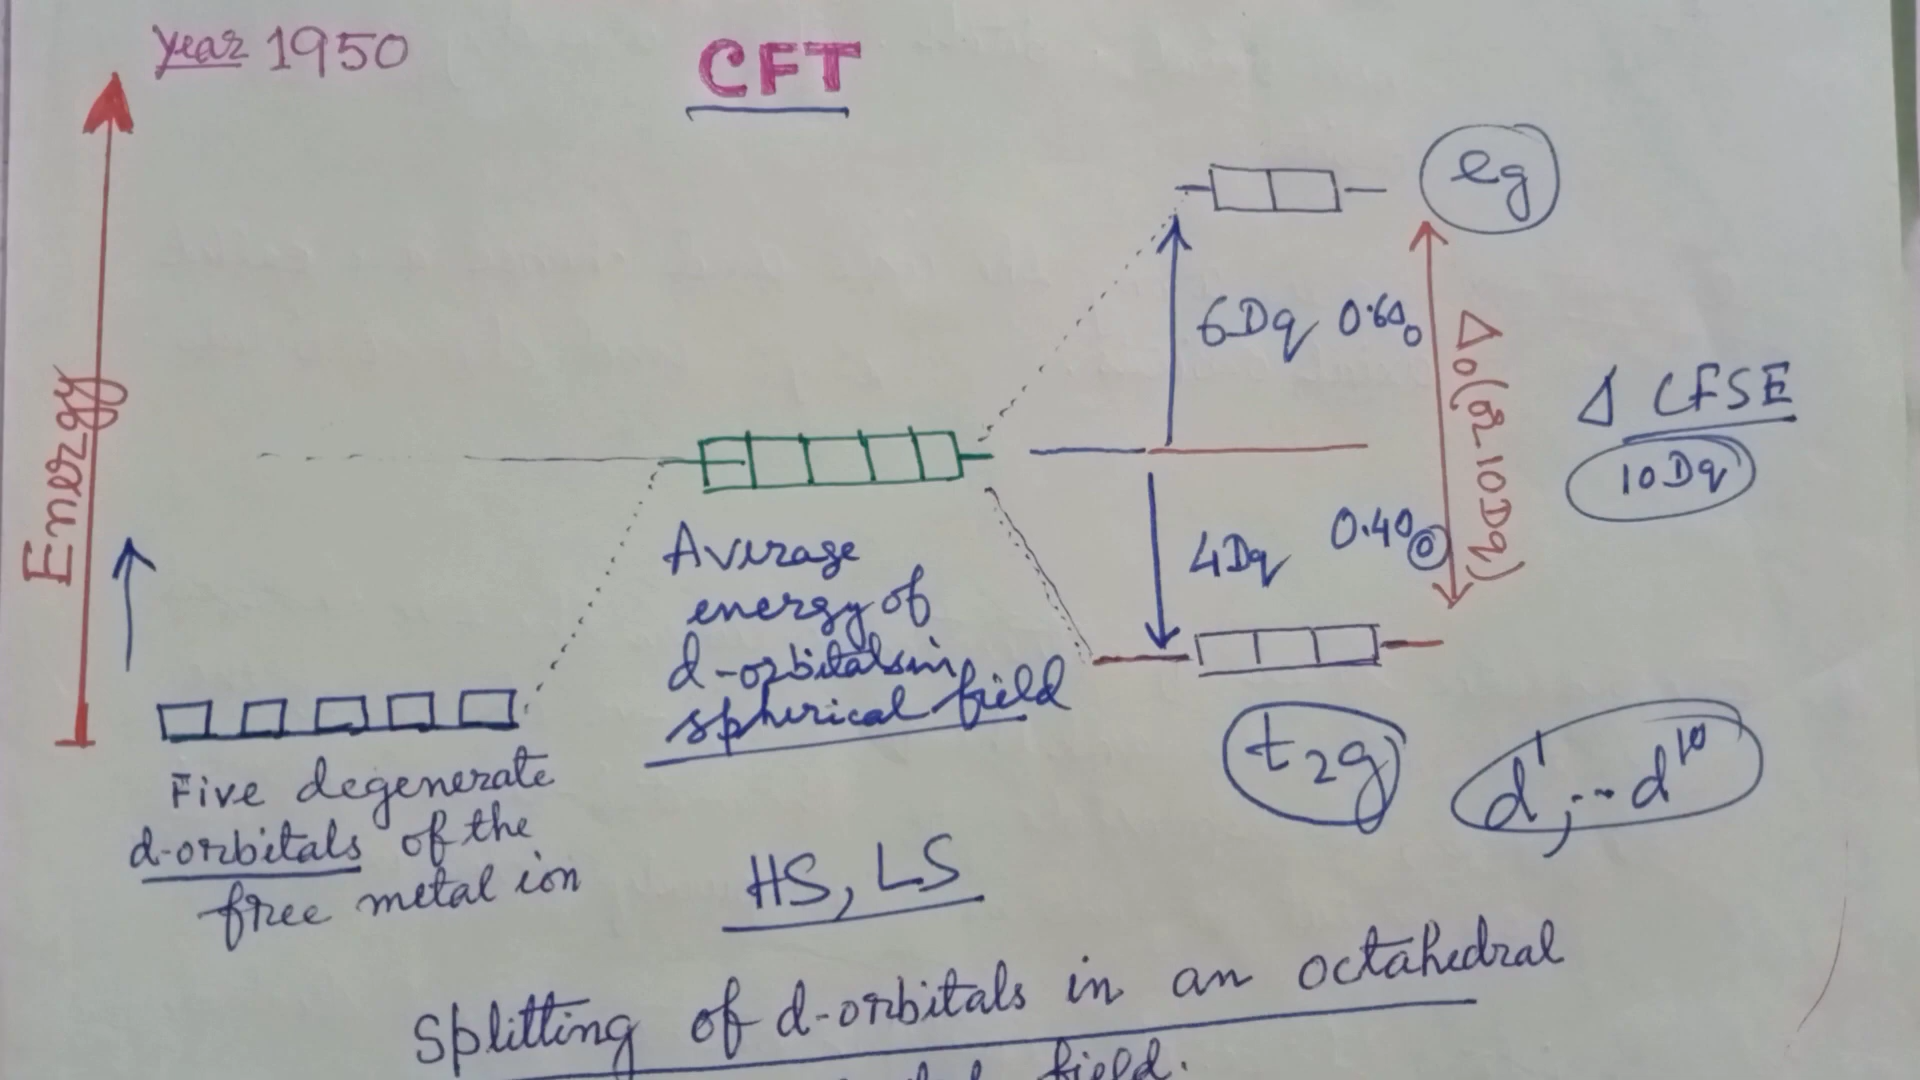 Year 1950
CFT
eg
6Dq 0.6Δo
Δo (or 10Dq)
Δ CFSE
10Dq
Energy
4Dq 0.4Δo
Average
energy of
d-orbitals in
spherical field
t2g
d¹,...d¹⁰
Five degenerate
d-orbitals of the
free metal ion
HS, LS
Splitting of d-orbitals in an octahedral
field.